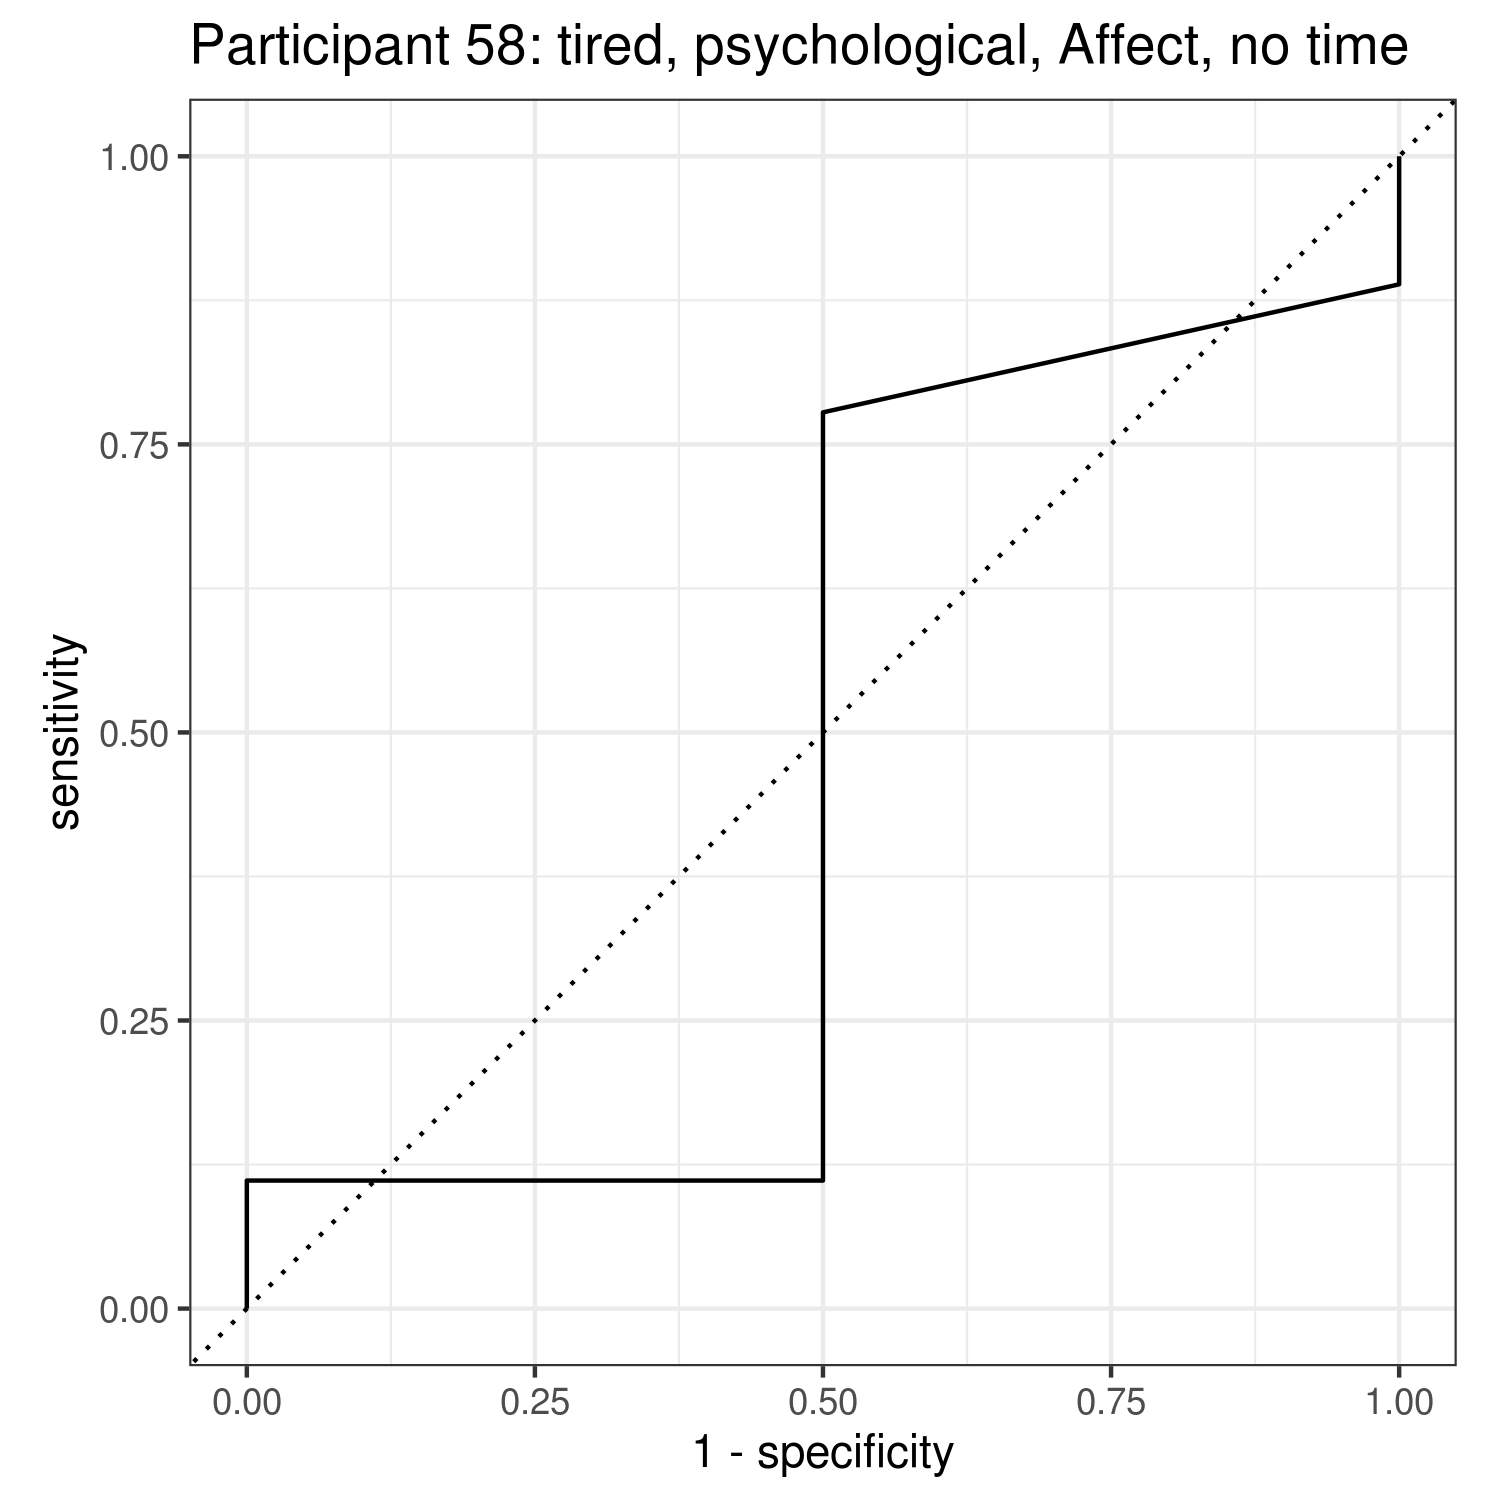 Participant 58: tired, psychological, Affect, no time
1.00
0.75
0.50
0.25
0.00
sensitivity
0.00 0.25 0.50 0.75 1.00
1 - specificity